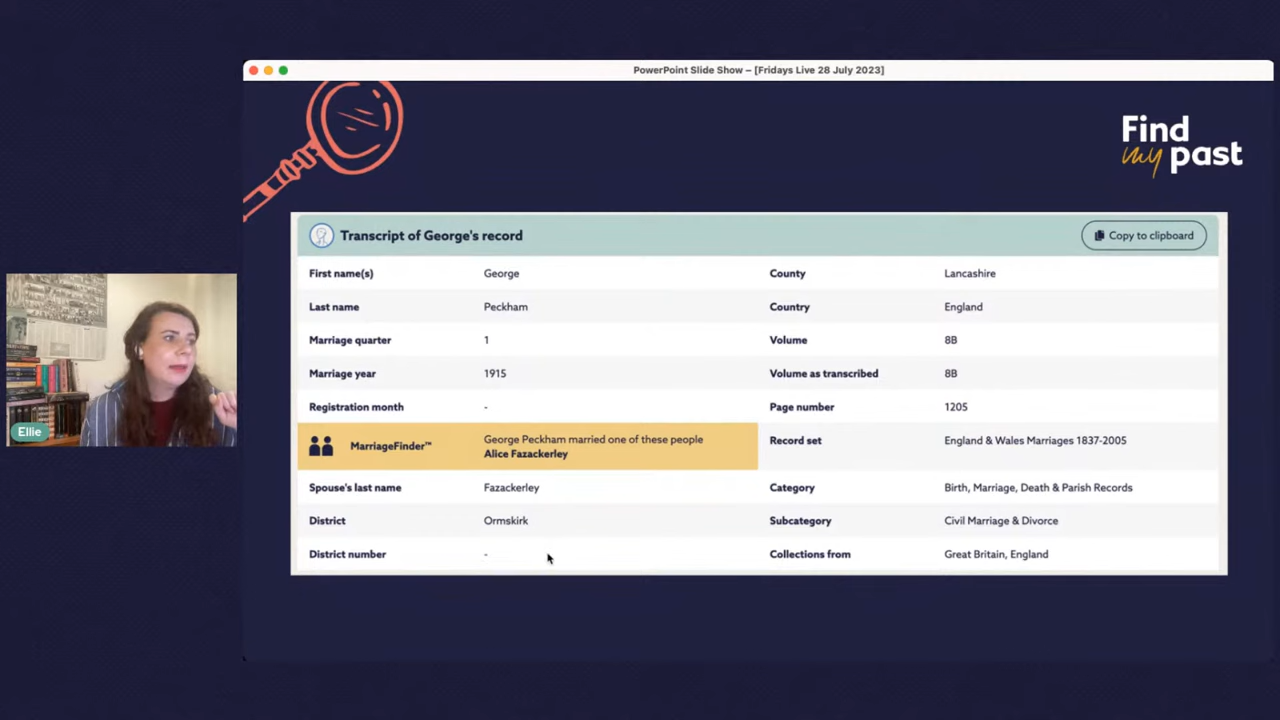 PowerPoint Slide Show – [Fridays Live 28 July 2023]
Find
my past
Transcript of George's record
Copy to clipboard
First name(s) George County Lancashire
Last name Peckham Country England
Marriage quarter 1 Volume 8B
Marriage year 1915 Volume as transcribed 8B
Registration month - Page number 1205
MarriageFinder™ George Peckham married one of these people
Alice Fazackerley
Record set England & Wales Marriages 1837-2005
Spouse's last name Fazackerley Category Birth, Marriage, Death & Parish Records
District Ormskirk Subcategory Civil Marriage & Divorce
District number - Collections from Great Britain, England
Ellie